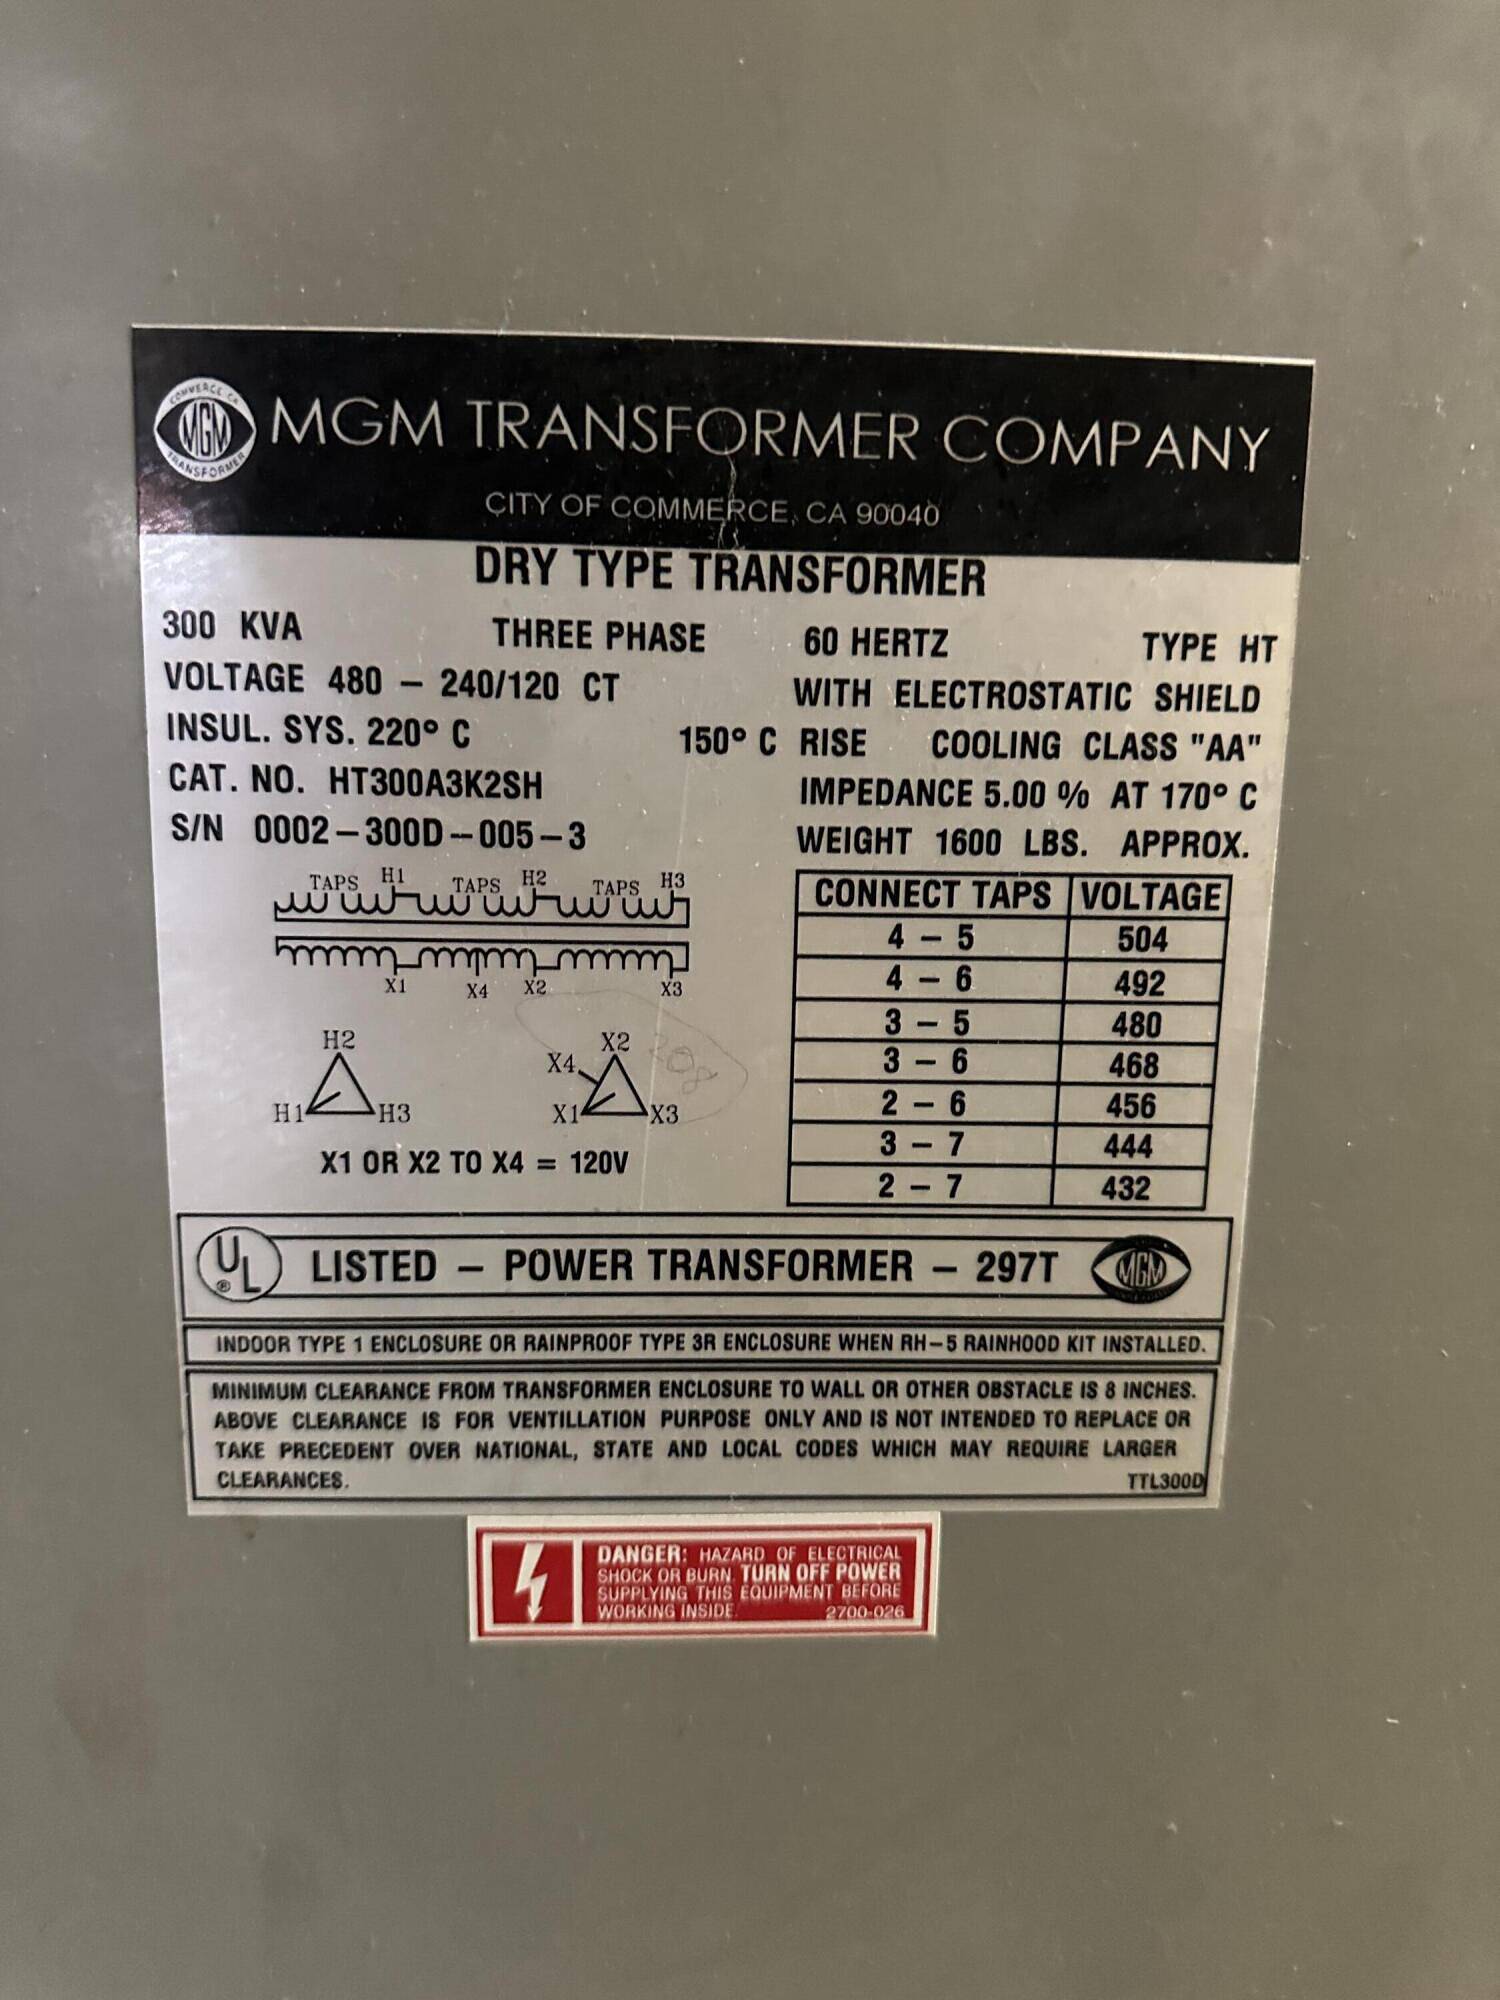 COMMERCE, CA
MGM
TRANSFORMER
MGM TRANSFORMER COMPANY
CITY OF COMMERCE, CA 90040
DRY TYPE TRANSFORMER
300 KVA THREE PHASE 60 HERTZ TYPE HT
VOLTAGE 480 – 240/120 CT WITH ELECTROSTATIC SHIELD
INSUL. SYS. 220° C 150° C RISE COOLING CLASS "AA"
CAT. NO. HT300A3K2SH IMPEDANCE 5.00 % AT 170° C
S/N 0002–300D–005–3 WEIGHT 1600 LBS. APPROX.
TAPS H1 TAPS H2 TAPS H3
X1 X4 X2 X3
H2
H1 H3
X2
X4
X1 X3
208
X1 OR X2 TO X4 = 120V
CONNECT TAPS VOLTAGE
4 – 5 504
4 – 6 492
3 – 5 480
3 – 6 468
2 – 6 456
3 – 7 444
2 – 7 432
UL ® LISTED – POWER TRANSFORMER – 297T MGM
INDOOR TYPE 1 ENCLOSURE OR RAINPROOF TYPE 3R ENCLOSURE WHEN RH–5 RAINHOOD KIT INSTALLED.
MINIMUM CLEARANCE FROM TRANSFORMER ENCLOSURE TO WALL OR OTHER OBSTACLE IS 8 INCHES.
ABOVE CLEARANCE IS FOR VENTILLATION PURPOSE ONLY AND IS NOT INTENDED TO REPLACE OR
TAKE PRECEDENT OVER NATIONAL, STATE AND LOCAL CODES WHICH MAY REQUIRE LARGER
CLEARANCES. TTL300D
DANGER: HAZARD OF ELECTRICAL
SHOCK OR BURN. TURN OFF POWER
SUPPLYING THIS EQUIPMENT BEFORE
WORKING INSIDE. 2700-026